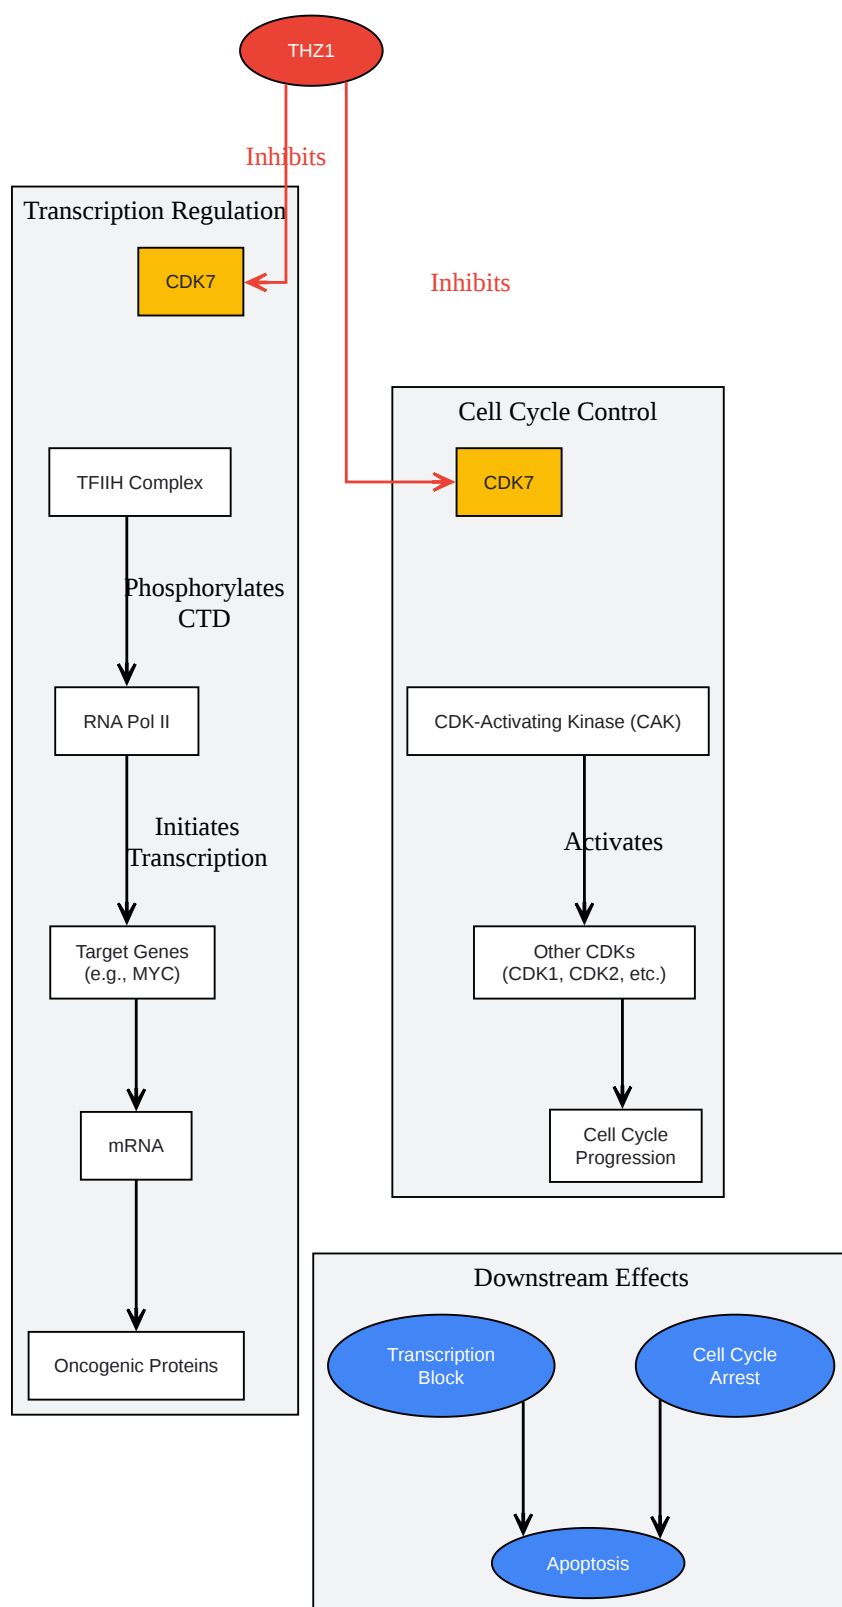 THZ1
Inhibits
Transcription Regulation
CDK7
Inhibits
Cell Cycle Control
TFIIH Complex
CDK7
Phosphorylates
CTD
RNA Pol II
CDK-Activating Kinase (CAK)
Initiates
Transcription
Activates
Target Genes
(e.g., MYC)
Other CDKs
(CDK1, CDK2, etc.)
mRNA
Cell Cycle
Progression
Downstream Effects
Oncogenic Proteins
Transcription
Block
Cell Cycle
Arrest
Apoptosis